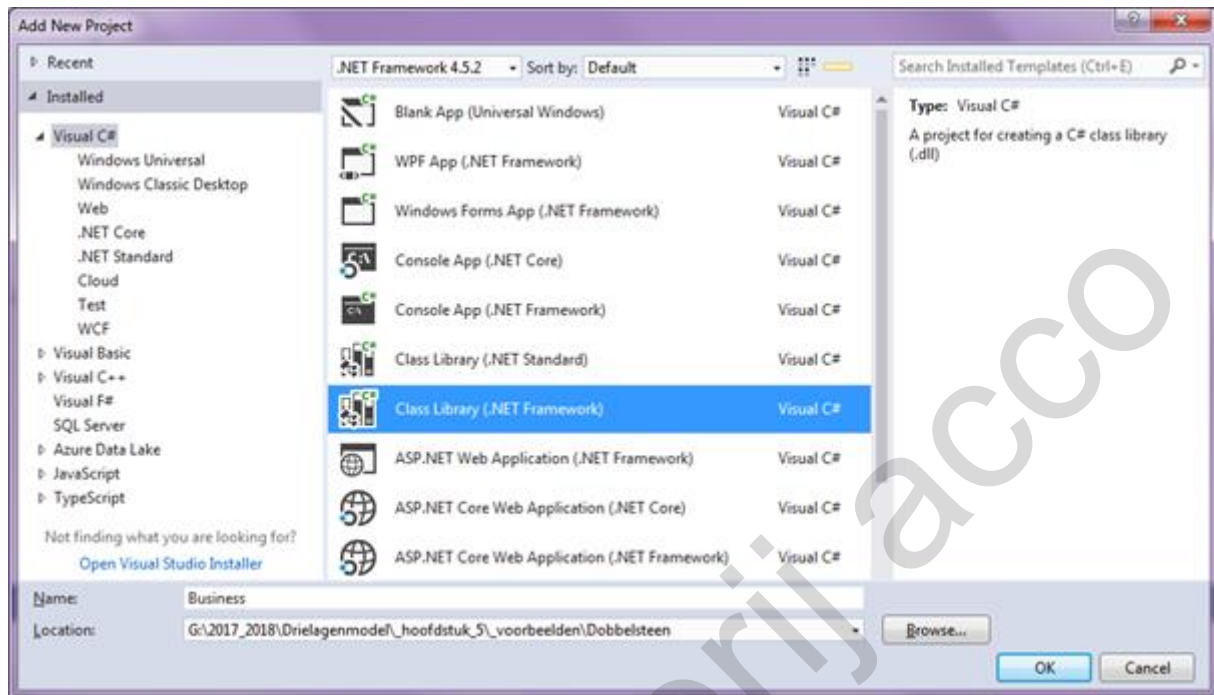 Add New Project
Recent
Installed
Visual C#
Windows Universal
Windows Classic Desktop
Web
.NET Core
.NET Standard
Cloud
Test
WCF
Visual Basic
Visual C++
Visual F#
SQL Server
Azure Data Lake
JavaScript
TypeScript
Not finding what you are looking for?
Open Visual Studio Installer
.NET Framework 4.5.2 Sort by: Default
Blank App (Universal Windows) Visual C#
WPF App (.NET Framework) Visual C#
Windows Forms App (.NET Framework) Visual C#
Console App (.NET Core) Visual C#
Console App (.NET Framework) Visual C#
Class Library (.NET Standard) Visual C#
Class Library (.NET Framework) Visual C#
ASP.NET Web Application (.NET Framework) Visual C#
ASP.NET Core Web Application (.NET Core) Visual C#
ASP.NET Core Web Application (.NET Framework) Visual C#
Search Installed Templates (Ctrl+E)
Type: Visual C#
A project for creating a C# class library
(.dll)
Name: Business
Location: G:\2017_2018\Drielagenmodel\_hoofdstuk_5\_voorbeelden\Dobbelsteen
Browse...
OK Cancel
rij acco